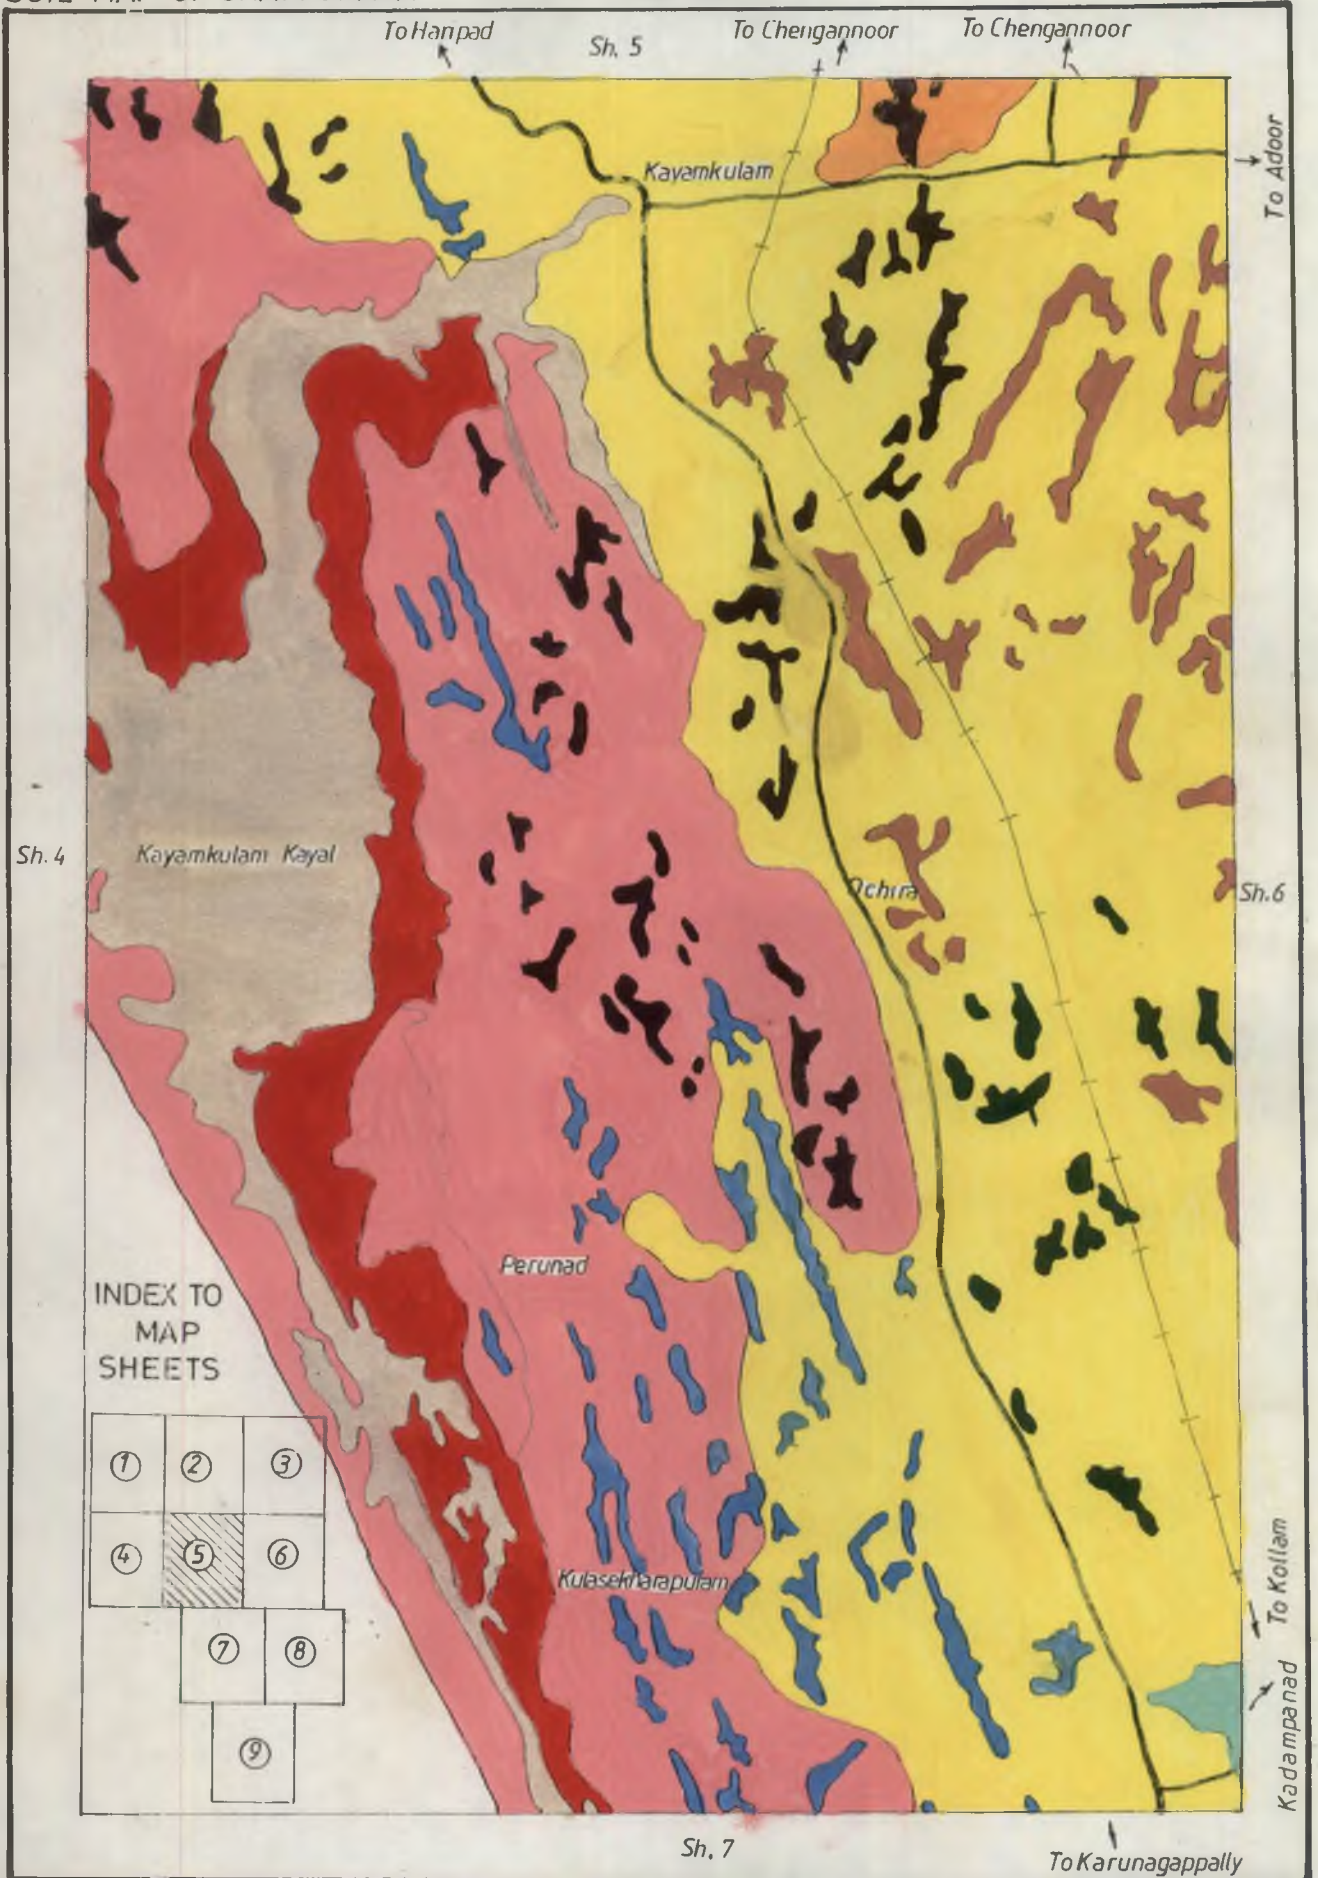 To Haripad
Sh. 5
To Chengannoor
To Chengannoor
To Adoor
Kayamkulam
Sh. 4
Kayamkulam Kayal
Ochira
Sh.6
Perunad
INDEX TO
MAP
SHEETS
1
2
3
4
5
6
7
8
9
Kulasekharapulam
To Kollam
Kadampanad
Sh. 7
To Karunagappally